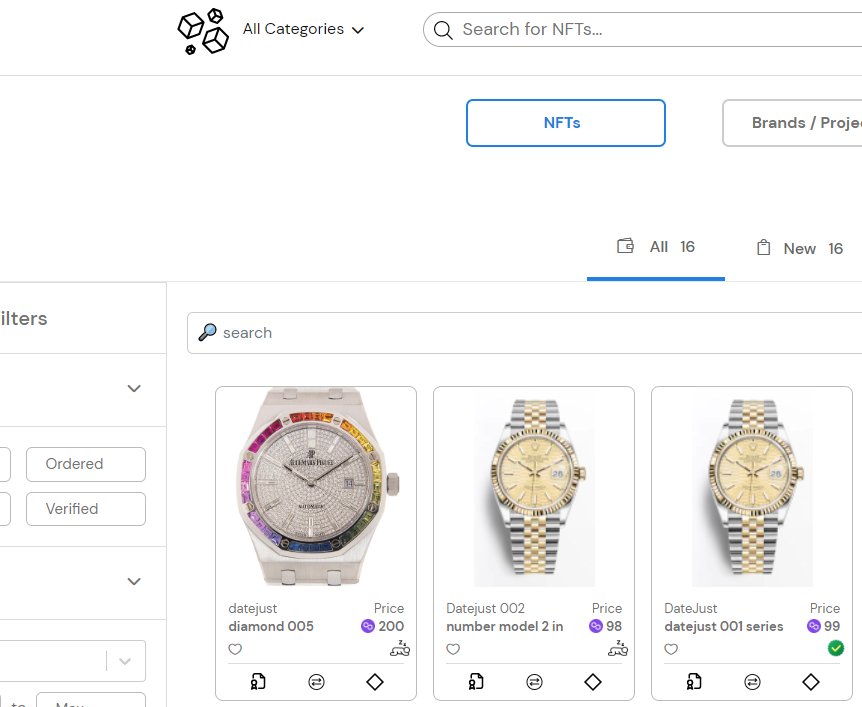 All Categories
Search for NFTs...
NFTs
Brands / Proje
All 16
New 16
ilters
search
Ordered
Verified
AUDEMARS PIGUET
AUTOMATIC
28
28
datejust
Price
diamond 005
200
Datejust 002
Price
number model 2 in
98
DateJust
Price
datejust 001 series
99
to
Max